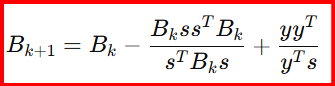 $B_{k+1} = B_k - \frac{B_k s s^T B_k}{s^T B_k s} + \frac{y y^T}{y^T s}$